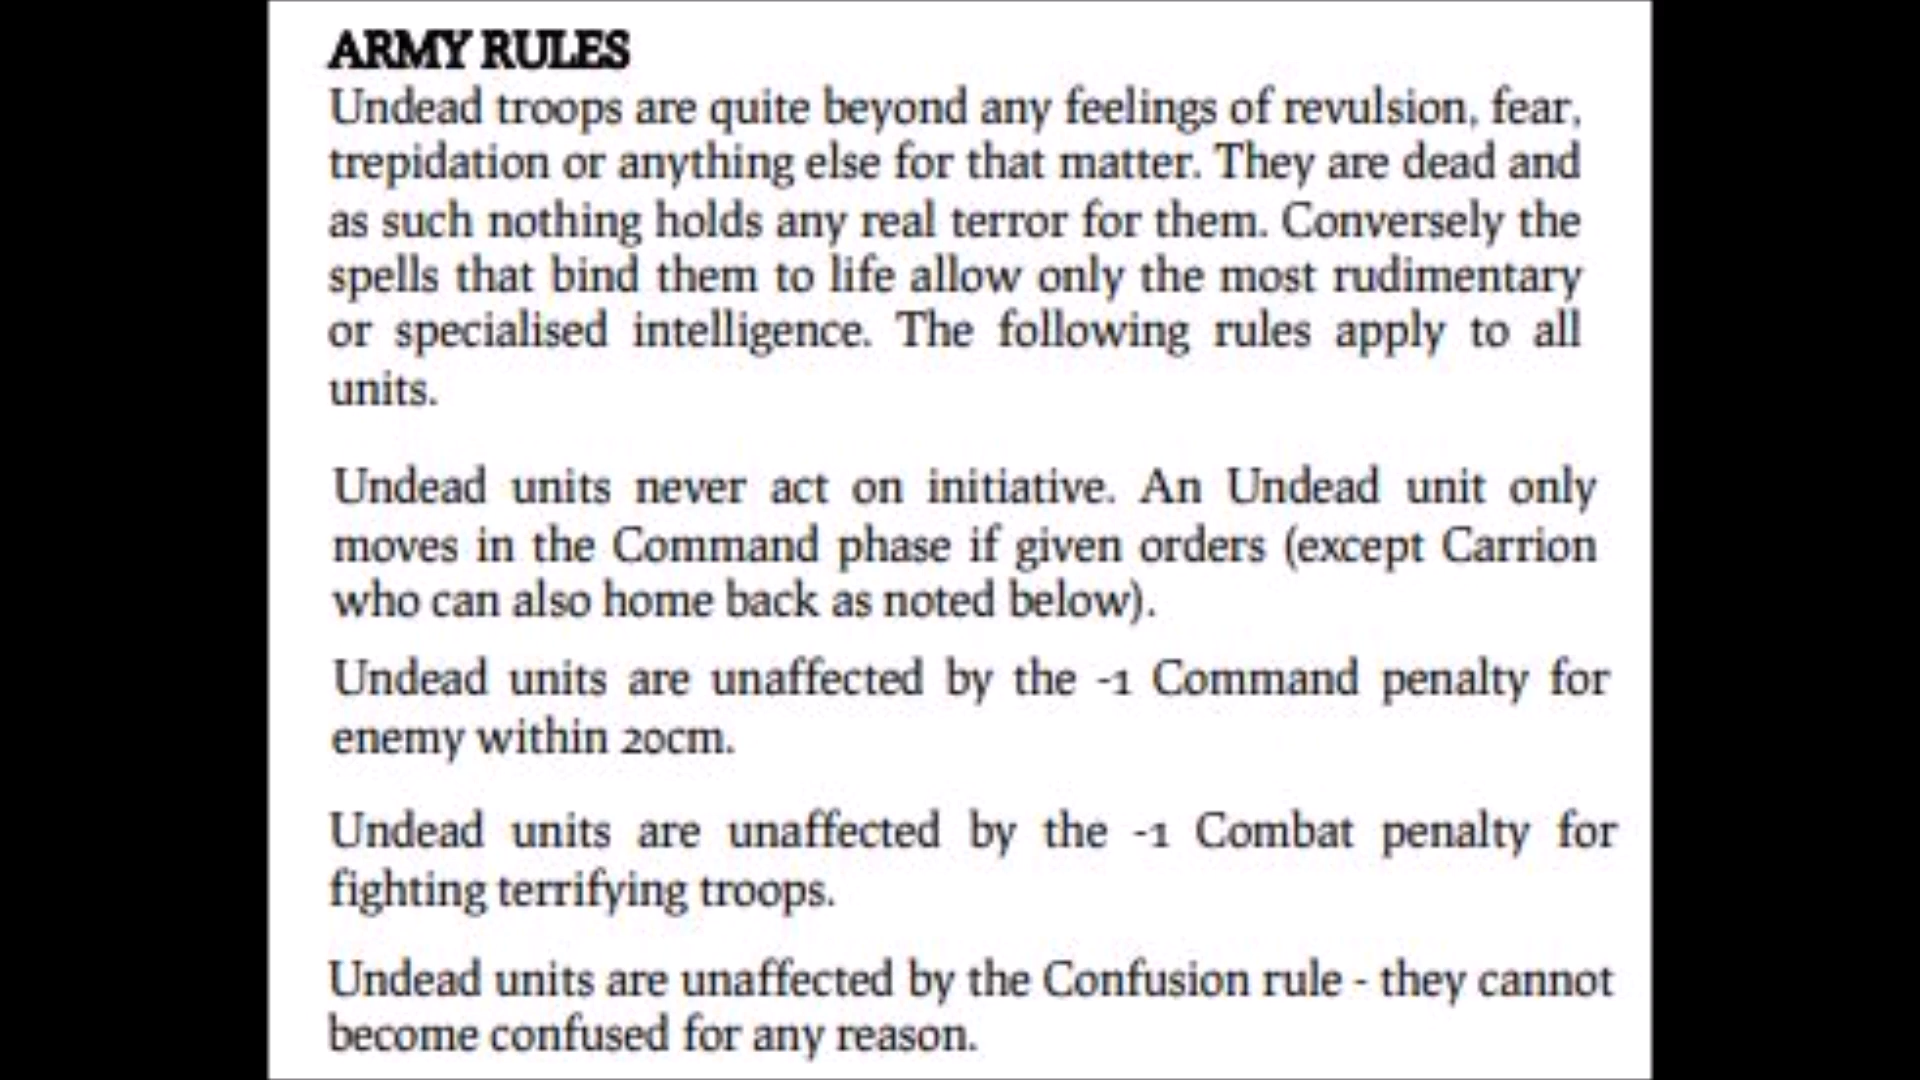 ARMY RULES
Undead troops are quite beyond any feelings of revulsion, fear,
trepidation or anything else for that matter. They are dead and
as such nothing holds any real terror for them. Conversely the
spells that bind them to life allow only the most rudimentary
or specialised intelligence. The following rules apply to all
units.
Undead units never act on initiative. An Undead unit only
moves in the Command phase if given orders (except Carrion
who can also home back as noted below).
Undead units are unaffected by the -1 Command penalty for
enemy within 20cm.
Undead units are unaffected by the -1 Combat penalty for
fighting terrifying troops.
Undead units are unaffected by the Confusion rule - they cannot
become confused for any reason.